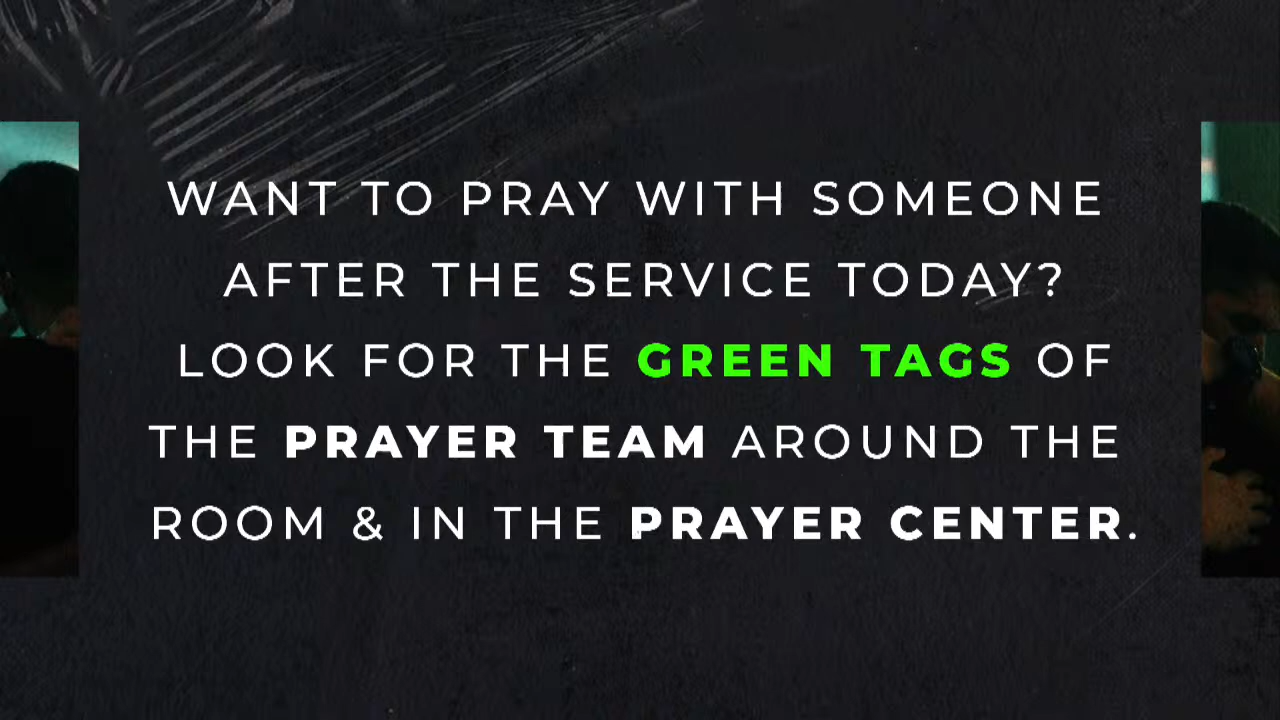 WANT TO PRAY WITH SOMEONE
AFTER THE SERVICE TODAY?
LOOK FOR THE GREEN TAGS OF
THE PRAYER TEAM AROUND THE
ROOM & IN THE PRAYER CENTER.